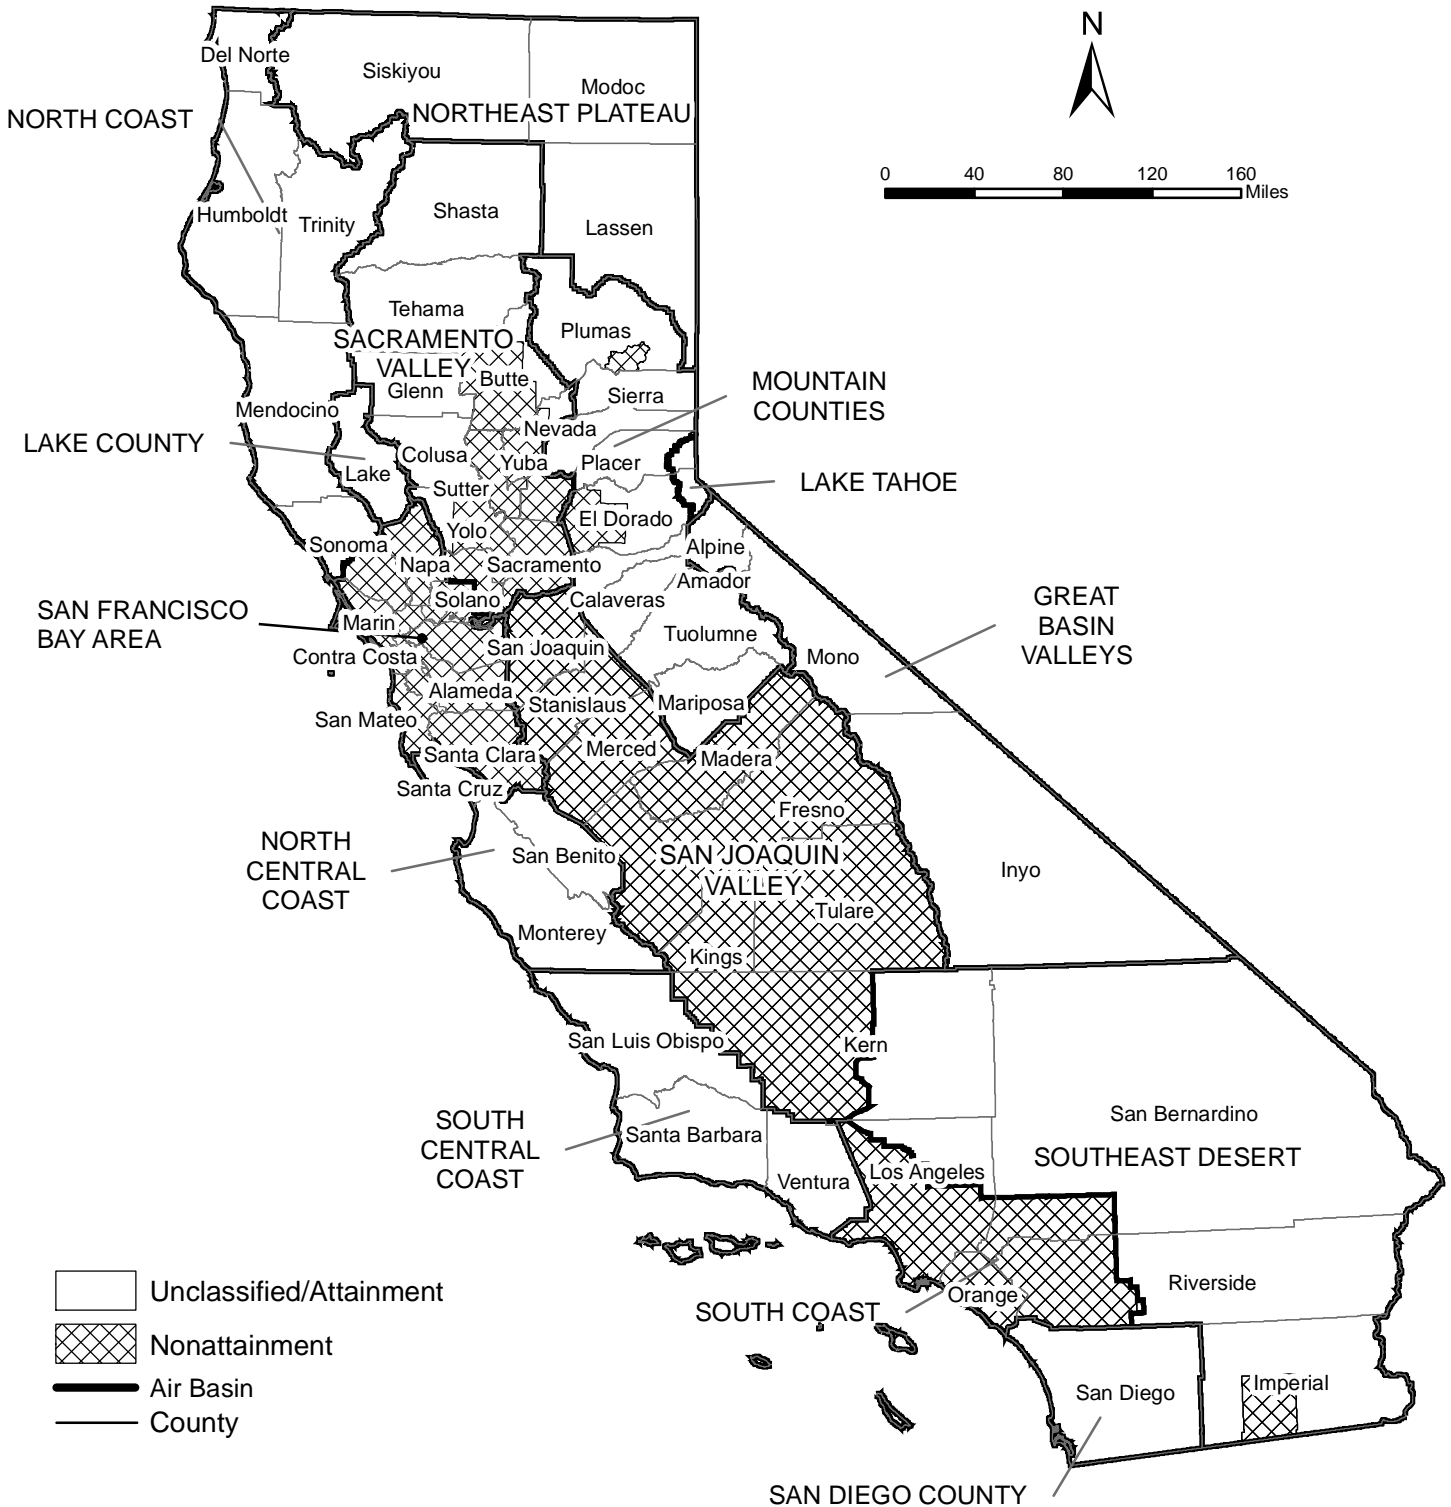 N
Del Norte
Siskiyou
Modoc
NORTHEAST PLATEAU
NORTH COAST
0 40 80 120 160
Miles
Humboldt
Trinity
Shasta
Lassen
Tehama
Plumas
SACRAMENTO
VALLEY
Butte
Glenn
Sierra
MOUNTAIN
COUNTIES
Mendocino
Nevada
LAKE COUNTY
Colusa
Yuba
Placer
Lake
LAKE TAHOE
Sutter
El Dorado
Yolo
Sonoma
Alpine
Napa
Sacramento
Amador
Solano
Calaveras
SAN FRANCISCO
BAY AREA
GREAT
BASIN
VALLEYS
Marin
Tuolumne
San Joaquin
Contra Costa
Mono
Alameda
Stanislaus
Mariposa
San Mateo
Santa Clara
Merced
Madera
Santa Cruz
Fresno
NORTH
CENTRAL
COAST
San Benito
SAN JOAQUIN
VALLEY
Inyo
Tulare
Monterey
Kings
San Luis Obispo
Kern
SOUTH
CENTRAL
COAST
Santa Barbara
San Bernardino
SOUTHEAST DESERT
Ventura
Los Angeles
Orange
Riverside
SOUTH COAST
San Diego
Imperial
SAN DIEGO COUNTY
Unclassified/Attainment
Nonattainment
Air Basin
County